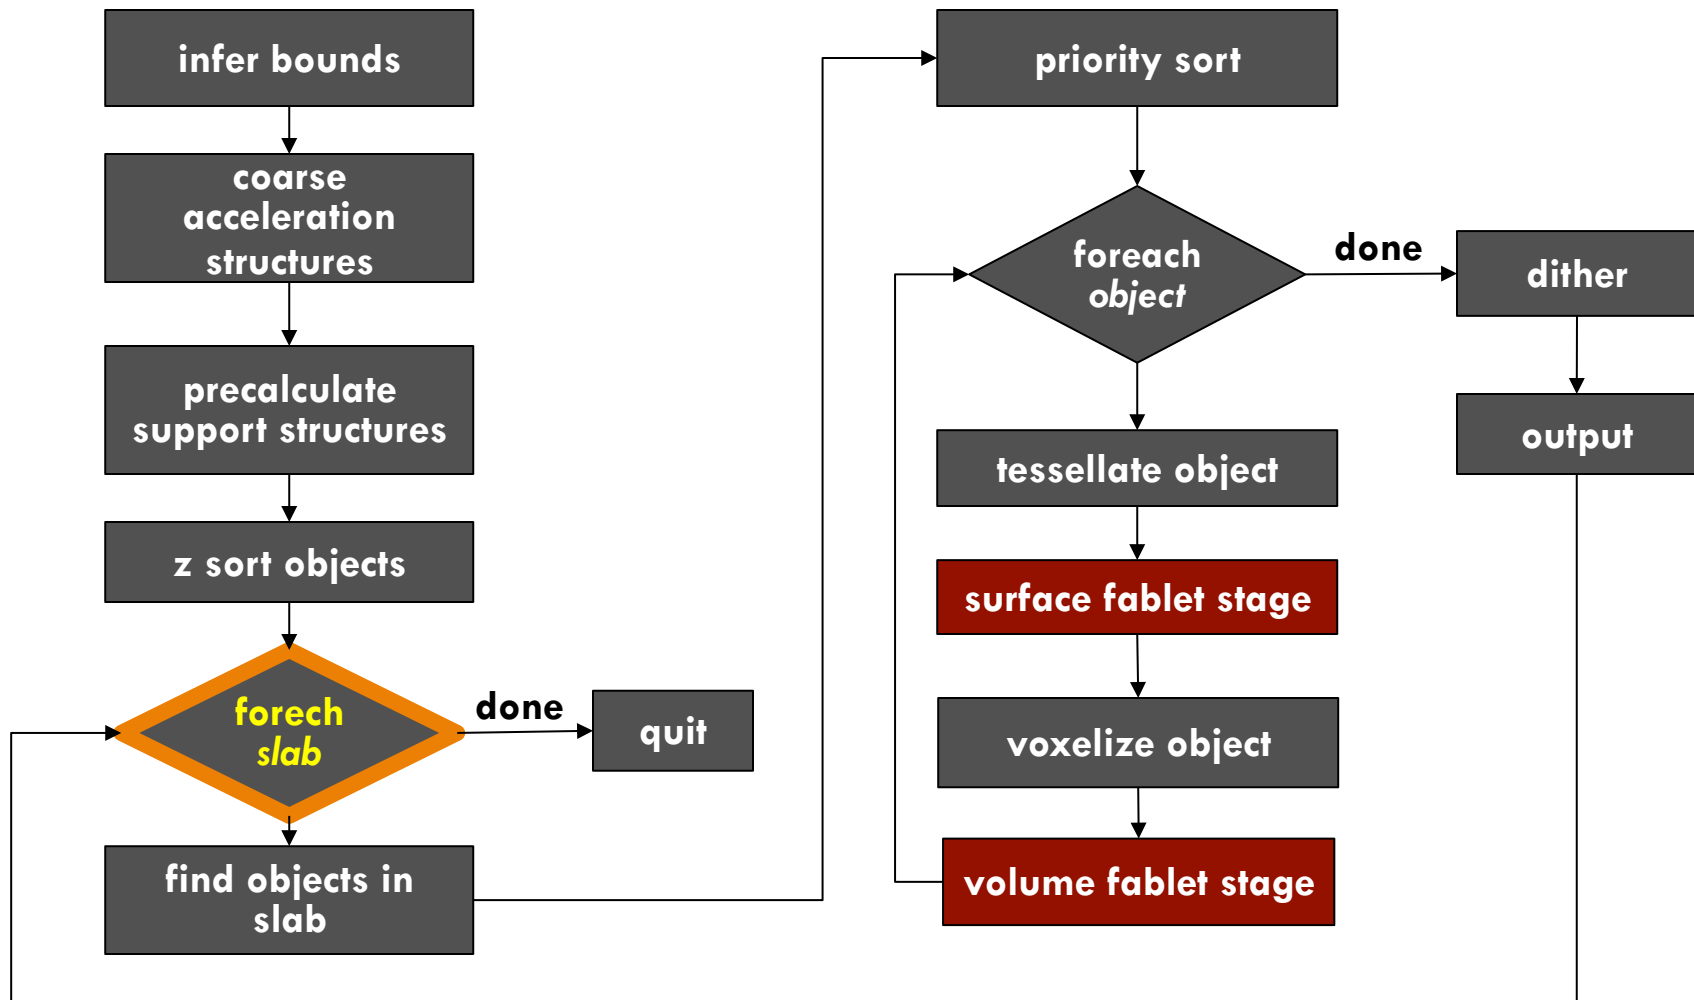 infer bounds
coarse
acceleration
structures
precalculate
support structures
z sort objects
forech
slab
done
quit
find objects in
slab
priority sort
foreach
object
done
dither
output
tessellate object
surface fablet stage
voxelize object
volume fablet stage